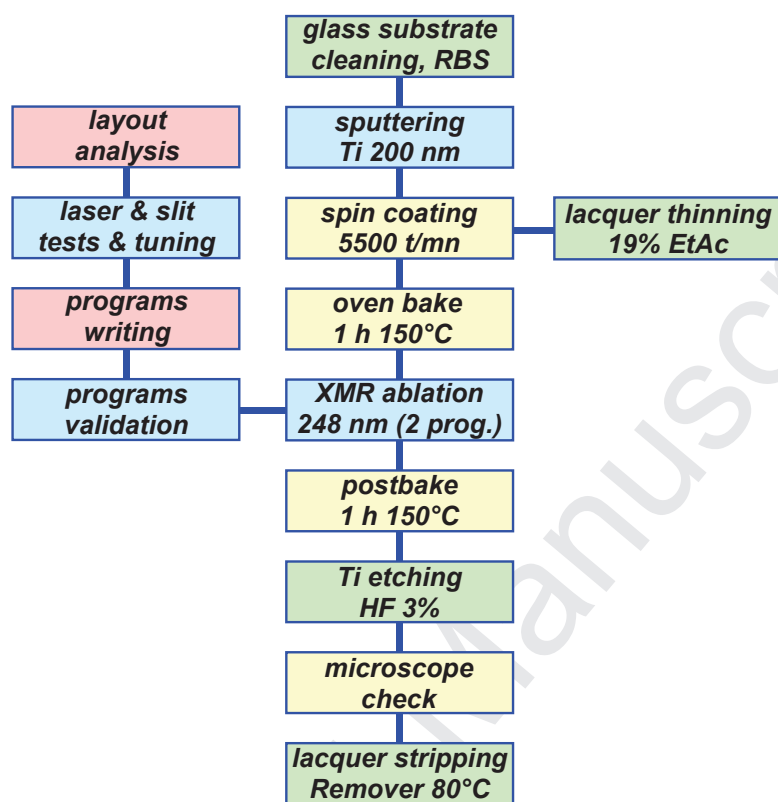 glass substrate
cleaning, RBS
layout
analysis
sputtering
Ti 200 nm
laser & slit
tests & tuning
spin coating
5500 t/mn
lacquer thinning
19% EtAc
programs
writing
oven bake
1 h 150°C
programs
validation
XMR ablation
248 nm (2 prog.)
postbake
1 h 150°C
Ti etching
HF 3%
microscope
check
lacquer stripping
Remover 80°C
Manuscr